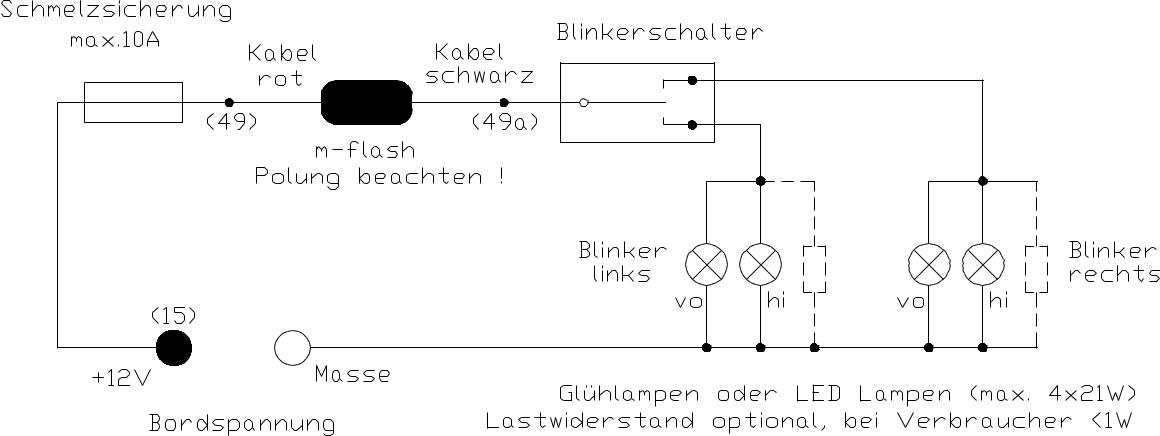 Schmelzsicherung
max.10A
Kabel
rot
Kabel
schwarz
Blinkerschalter
(49)
(49a)
m-flash
Polung beachten !
Blinker
links
vo
hi
vo
hi
Blinker
rechts
(15)
+12V
Masse
Bordspannung
Glühlampen oder LED Lampen (max. 4x21W)
Lastwiderstand optional, bei Verbraucher <1W